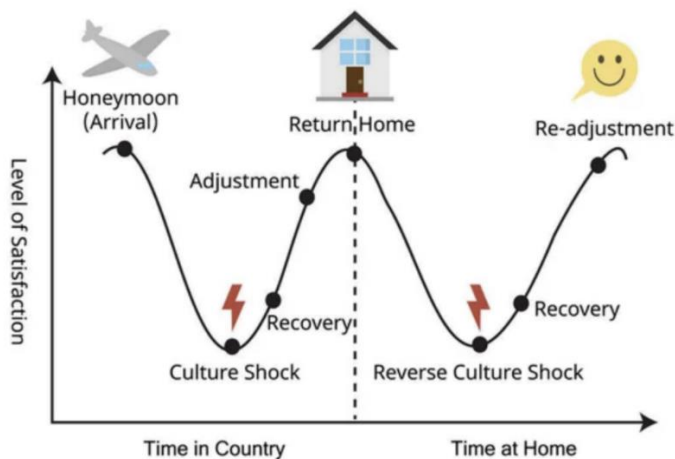 Honeymoon
(Arrival)
Return Home
Re-adjustment
Adjustment
Level of Satisfaction
Recovery
Recovery
Culture Shock
Reverse Culture Shock
Time in Country
Time at Home